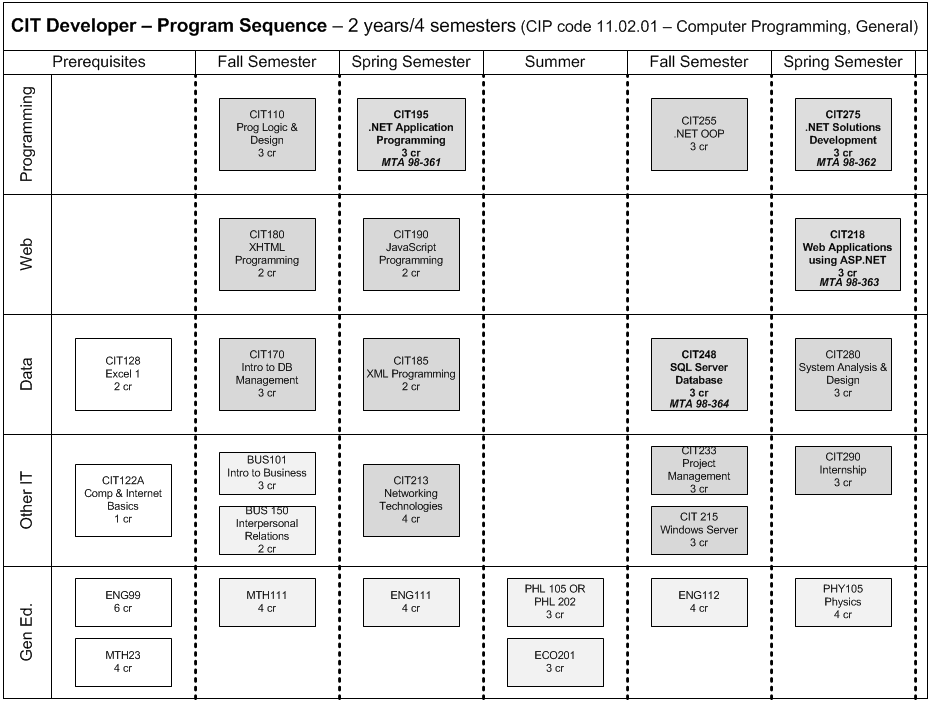 CIT Developer – Program Sequence – 2 years/4 semesters (CIP code 11.02.01 – Computer Programming, General)
Prerequisites
Fall Semester
Spring Semester
Summer
Fall Semester
Spring Semester
Programming
CIT110
Prog Logic &
Design
3 cr
CIT195
.NET Application
Programming
3 cr
MTA 98-361
CIT255
.NET OOP
3 cr
CIT275
.NET Solutions
Development
3 cr
MTA 98-362
Web
CIT180
XHTML
Programming
2 cr
CIT190
JavaScript
Programming
2 cr
CIT218
Web Applications
using ASP.NET
3 cr
MTA 98-363
Data
CIT128
Excel 1
2 cr
CIT170
Intro to DB
Management
3 cr
CIT185
XML Programming
2 cr
CIT248
SQL Server
Database
3 cr
MTA 98-364
CIT280
System Analysis &
Design
3 cr
Other IT
CIT122A
Comp & Internet
Basics
1 cr
BUS101
Intro to Business
3 cr
BUS 150
Interpersonal
Relations
2 cr
CIT213
Networking
Technologies
4 cr
CIT233
Project
Management
3 cr
CIT 215
Windows Server
3 cr
CIT290
Internship
3 cr
Gen Ed.
ENG99
6 cr
MTH23
4 cr
MTH111
4 cr
ENG111
4 cr
PHL 105 OR
PHL 202
3 cr
ECO201
3 cr
ENG112
4 cr
PHY105
Physics
4 cr